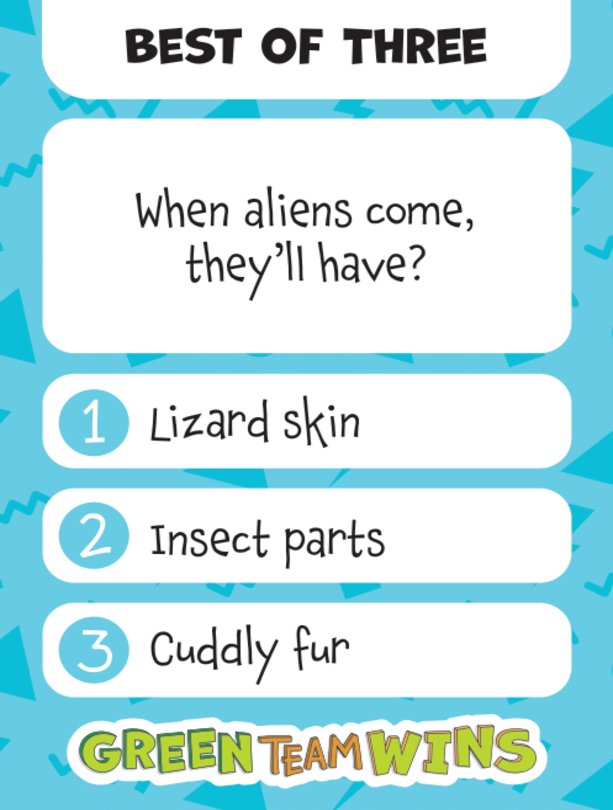 BEST OF THREE
When aliens come,
they'll have?
1 Lizard skin
2 Insect parts
3 Cuddly fur
GREEN TEAM WINS